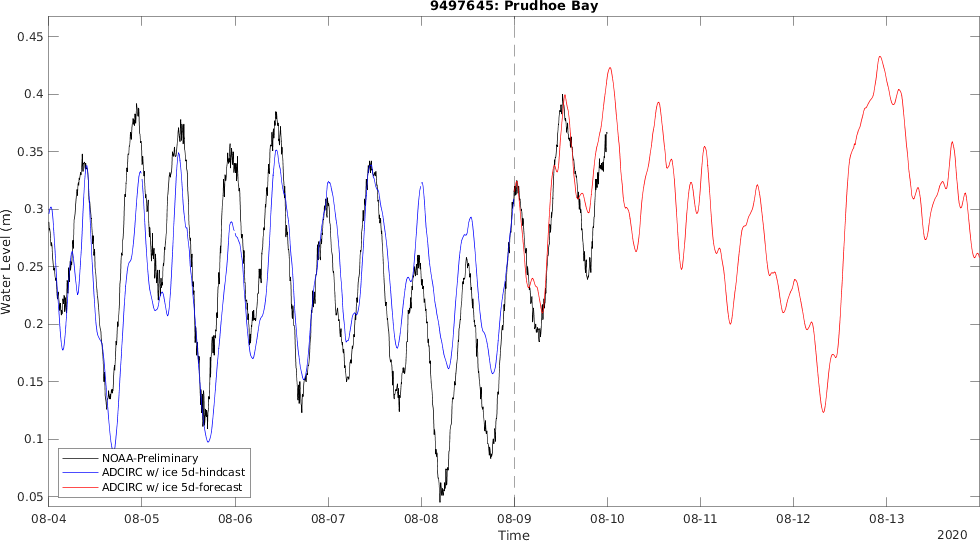 9497645: Prudhoe Bay
0.45
0.4
0.35
0.3
0.25
0.2
0.15
0.1
0.05
Water Level (m)
NOAA-Preliminary
ADCIRC w/ ice 5d-hindcast
ADCIRC w/ ice 5d-forecast
08-04 08-05 08-06 08-07 08-08 08-09 08-10 08-11 08-12 08-13
Time
2020